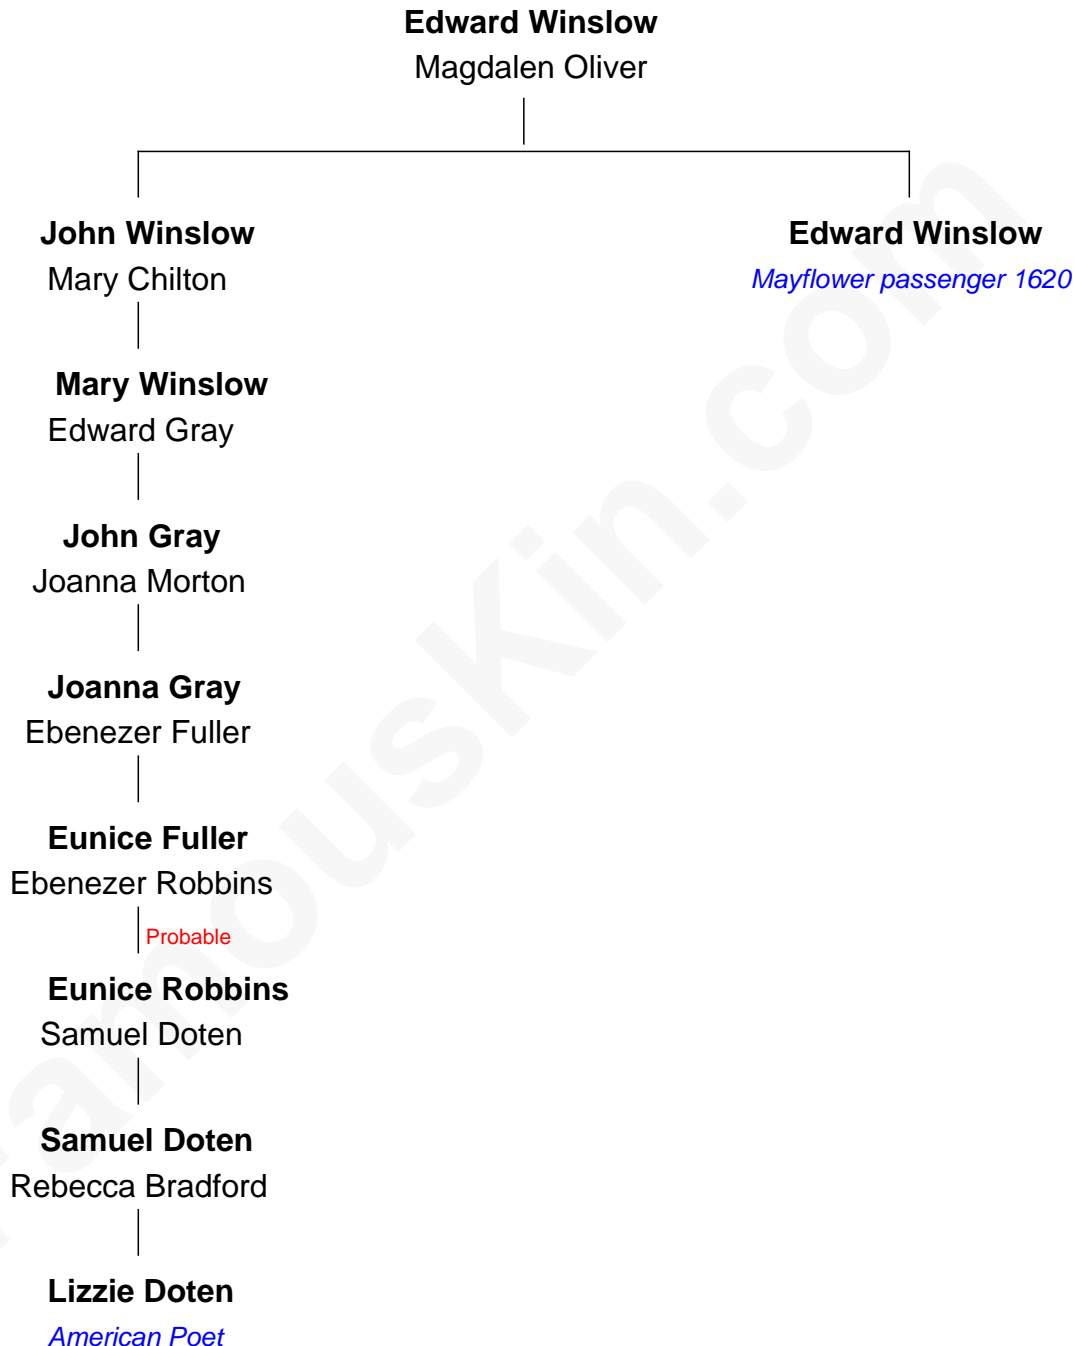 Edward Winslow
Magdalen Oliver
John Winslow
Mary Chilton
Edward Winslow
Mayflower passenger 1620
Mary Winslow
Edward Gray
John Gray
Joanna Morton
Joanna Gray
Ebenezer Fuller
Eunice Fuller
Ebenezer Robbins
Probable
Eunice Robbins
Samuel Doten
Samuel Doten
Rebecca Bradford
Lizzie Doten
American Poet
FamousKin.com